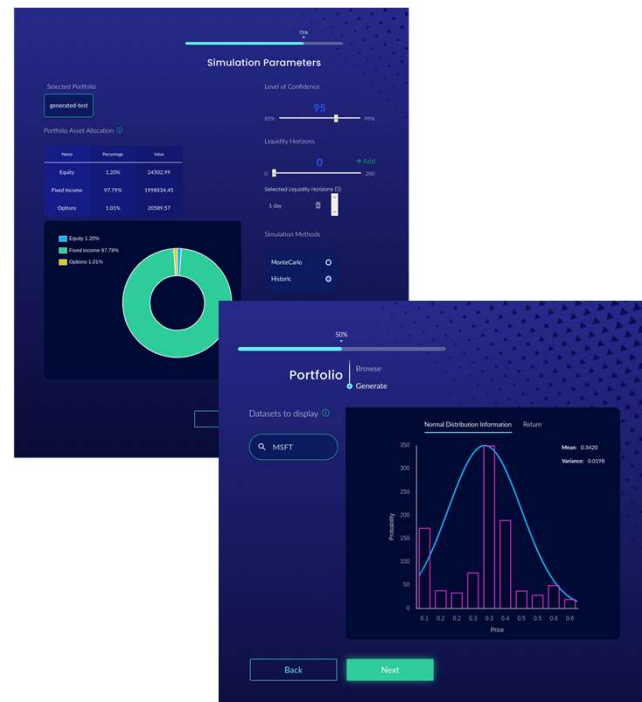 75%
Simulation Parameters
Selected Portfolio
generated-test
Portfolio Asset Allocation
Name Percentage Value
Equity 1.20% 24502.99
Fixed Income 97.79% 1998534.45
Options 1.01% 20589.57
Equity 1.20%
Fixed income 97.79%
Options 1.01%
Level of Confidence
95
85% 99%
Liquidity Horizons
0 + Add
0 200
Selected Liquidity Horizons (1)
1 day
Simulation Methods
MonteCarlo
Historic
50%
Portfolio
Browse
Generate
Datasets to display
MSFT
Normal Distribution Information Return
Mean: 0.3420
Variance: 0.0198
Probability
350
300
250
200
150
100
50
0
0.1 0.2 0.2 0.3 0.3 0.4 0.5 0.5 0.6 0.6
Price
Back Next